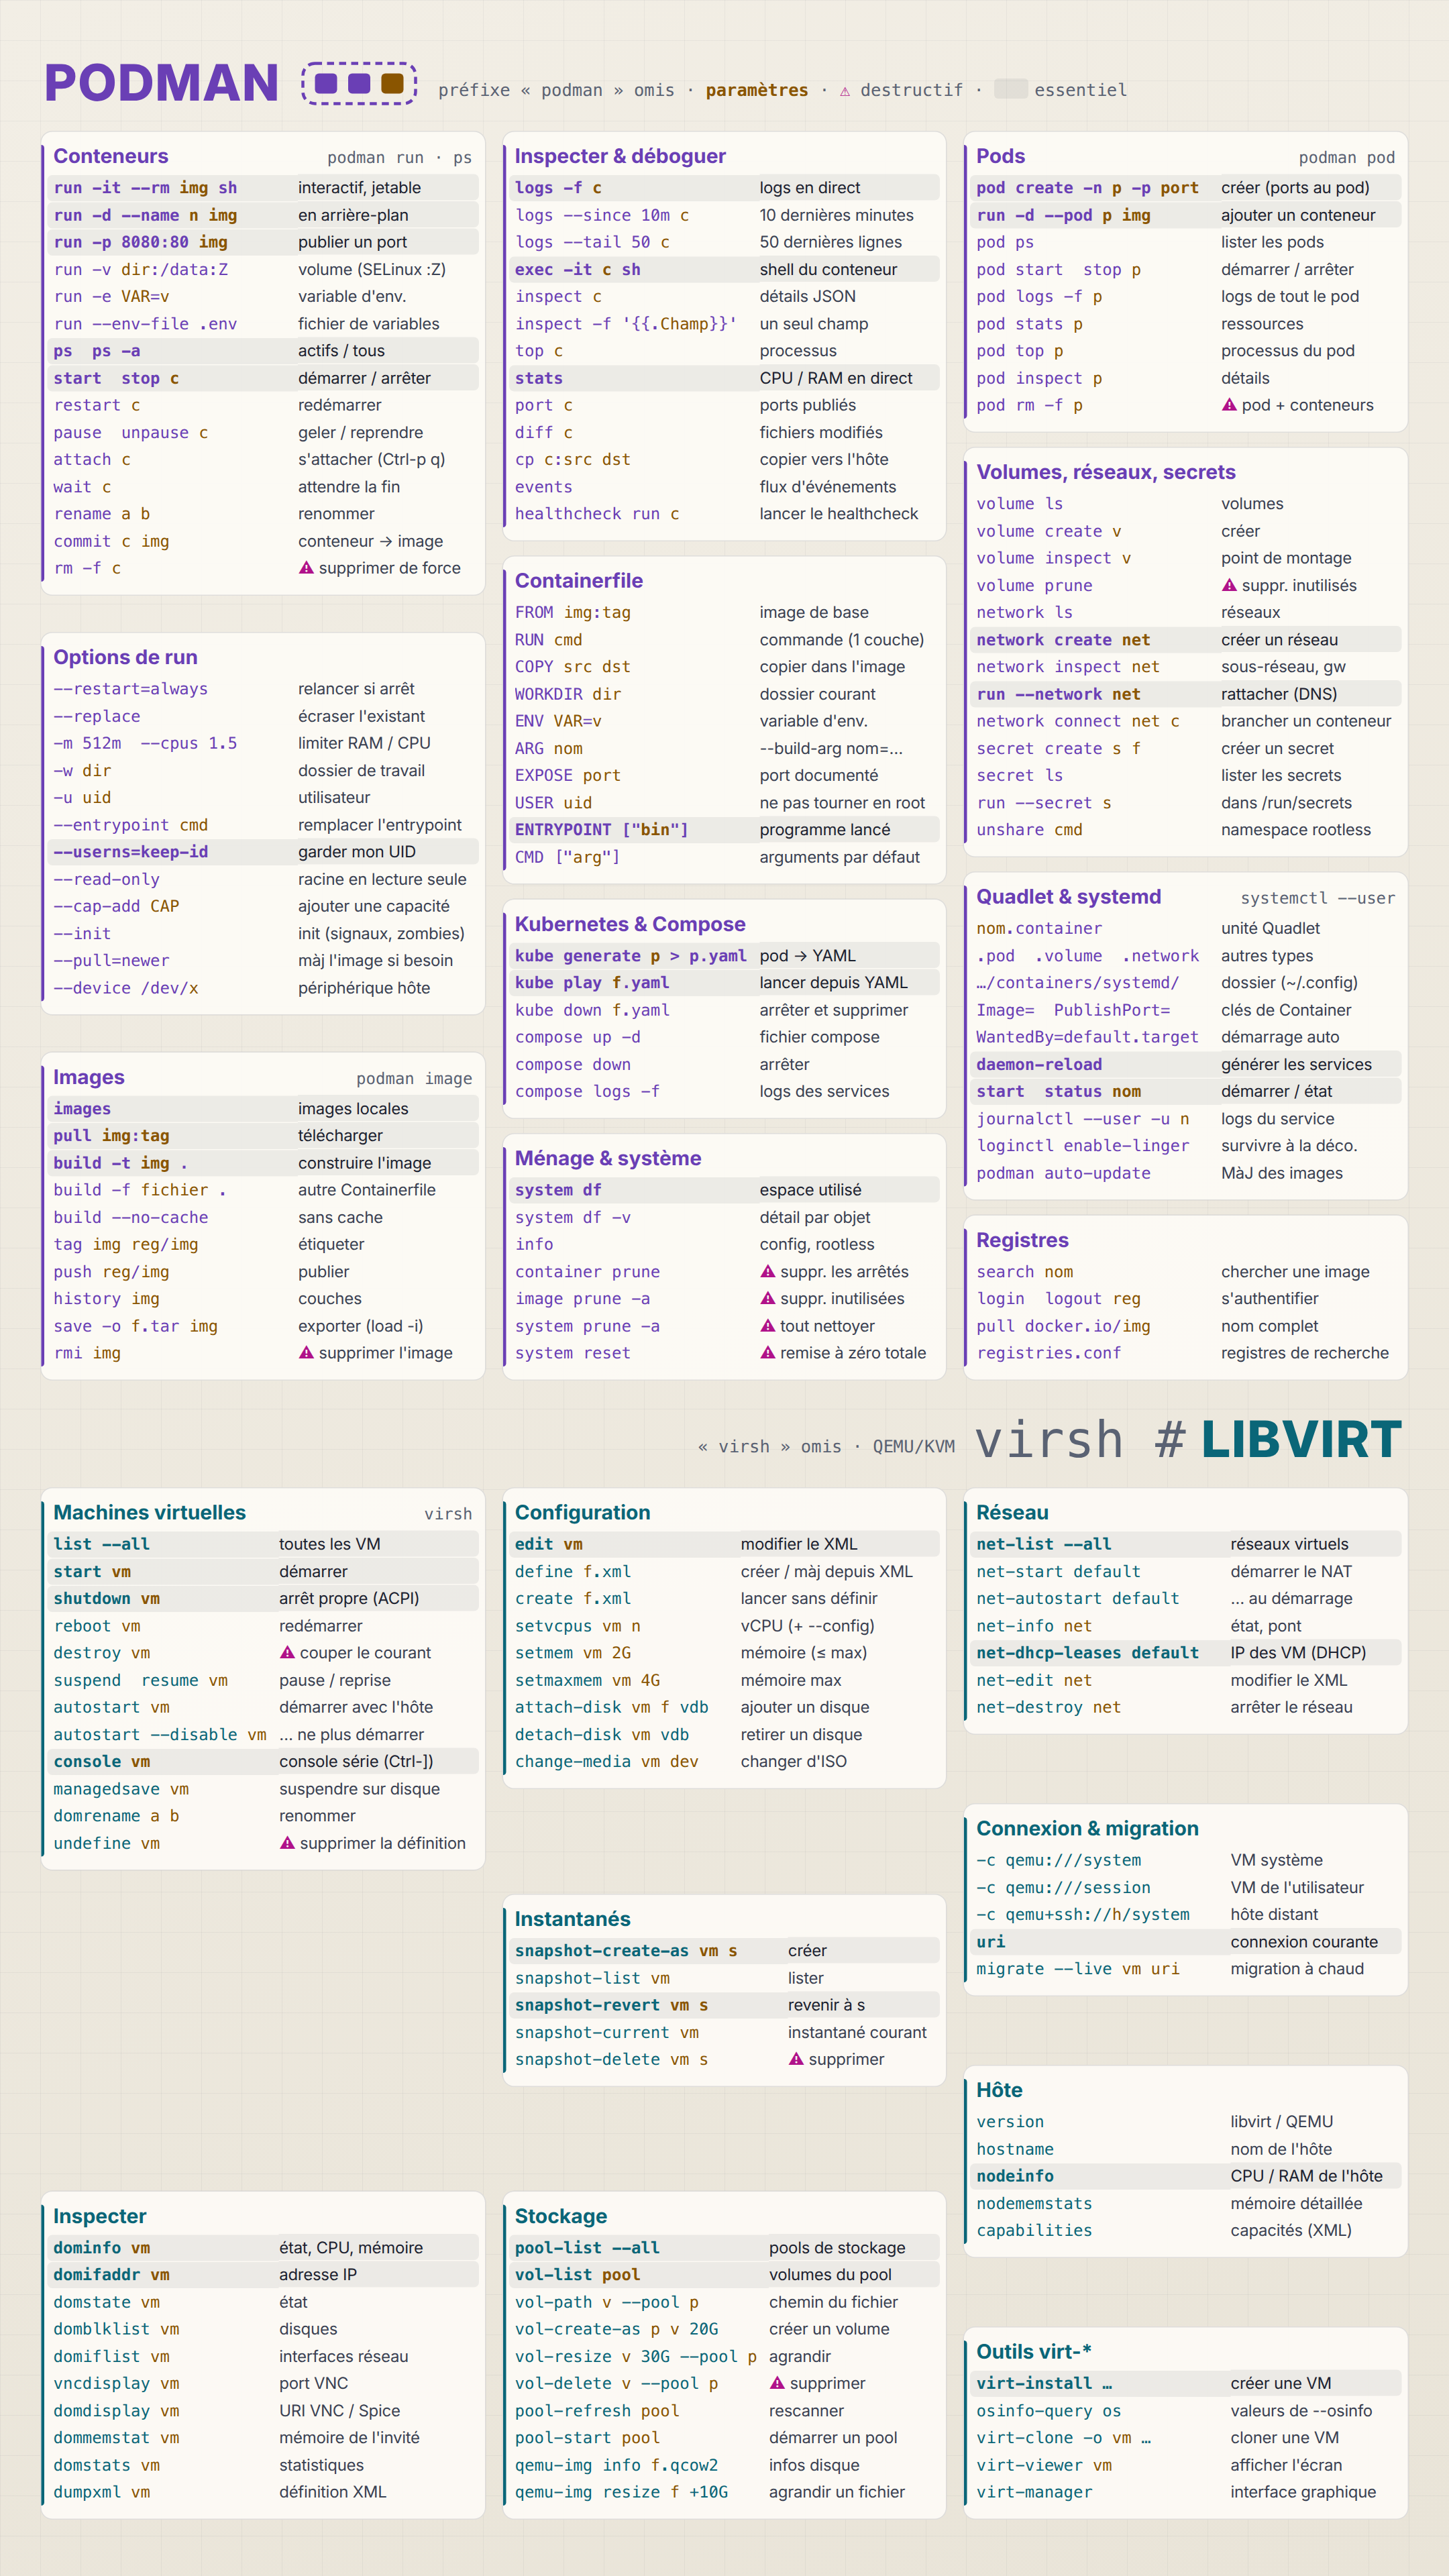 PODMAN préfixe « podman » omis · paramètres · ⚠ destructif · essentiel
Conteneurs podman run · ps
run -it --rm img sh interactif, jetable
run -d --name n img en arrière-plan
run -p 8080:80 img publier un port
run -v dir:/data:Z volume (SELinux :Z)
run -e VAR=v variable d'env.
run --env-file .env fichier de variables
ps ps -a actifs / tous
start stop c démarrer / arrêter
restart c redémarrer
pause unpause c geler / reprendre
attach c s'attacher (Ctrl-p q)
wait c attendre la fin
rename a b renommer
commit c img conteneur → image
rm -f c ⚠ supprimer de force
Options de run
--restart=always relancer si arrêt
--replace écraser l'existant
-m 512m --cpus 1.5 limiter RAM / CPU
-w dir dossier de travail
-u uid utilisateur
--entrypoint cmd remplacer l'entrypoint
--userns=keep-id garder mon UID
--read-only racine en lecture seule
--cap-add CAP ajouter une capacité
--init init (signaux, zombies)
--pull=newer màj l'image si besoin
--device /dev/x périphérique hôte
Images podman image
images images locales
pull img:tag télécharger
build -t img . construire l'image
build -f fichier . autre Containerfile
build --no-cache sans cache
tag img reg/img étiqueter
push reg/img publier
history img couches
save -o f.tar img exporter (load -i)
rmi img ⚠ supprimer l'image
Inspecter & déboguer
logs -f c logs en direct
logs --since 10m c 10 dernières minutes
logs --tail 50 c 50 dernières lignes
exec -it c sh shell du conteneur
inspect c détails JSON
inspect -f '{{.Champ}}' un seul champ
top c processus
stats CPU / RAM en direct
port c ports publiés
diff c fichiers modifiés
cp c:src dst copier vers l'hôte
events flux d'événements
healthcheck run c lancer le healthcheck
Containerfile
FROM img:tag image de base
RUN cmd commande (1 couche)
COPY src dst copier dans l'image
WORKDIR dir dossier courant
ENV VAR=v variable d'env.
ARG nom --build-arg nom=...
EXPOSE port port documenté
USER uid ne pas tourner en root
ENTRYPOINT ["bin"] programme lancé
CMD ["arg"] arguments par défaut
Kubernetes & Compose
kube generate p > p.yaml pod → YAML
kube play f.yaml lancer depuis YAML
kube down f.yaml arrêter et supprimer
compose up -d fichier compose
compose down arrêter
compose logs -f logs des services
Ménage & système
system df espace utilisé
system df -v détail par objet
info config, rootless
container prune ⚠ suppr. les arrêtés
image prune -a ⚠ suppr. inutilisées
system prune -a ⚠ tout nettoyer
system reset ⚠ remise à zéro totale
Pods podman pod
pod create -n p -p port créer (ports au pod)
run -d --pod p img ajouter un conteneur
pod ps lister les pods
pod start stop p démarrer / arrêter
pod logs -f p logs de tout le pod
pod stats p ressources
pod top p processus du pod
pod inspect p détails
pod rm -f p ⚠ pod + conteneurs
Volumes, réseaux, secrets
volume ls volumes
volume create v créer
volume inspect v point de montage
volume prune ⚠ suppr. inutilisés
network ls réseaux
network create net créer un réseau
network inspect net sous-réseau, gw
run --network net rattacher (DNS)
network connect net c brancher un conteneur
secret create s f créer un secret
secret ls lister les secrets
run --secret s dans /run/secrets
unshare cmd namespace rootless
Quadlet & systemd systemctl --user
nom.container unité Quadlet
.pod .volume .network autres types
…/containers/systemd/ dossier (~/.config)
Image= PublishPort= clés de Container
WantedBy=default.target démarrage auto
daemon-reload générer les services
start status nom démarrer / état
journalctl --user -u n logs du service
loginctl enable-linger survivre à la déco.
podman auto-update MàJ des images
Registres
search nom chercher une image
login logout reg s'authentifier
pull docker.io/img nom complet
registries.conf registres de recherche
« virsh » omis · QEMU/KVM virsh # LIBVIRT
Machines virtuelles virsh
list --all toutes les VM
start vm démarrer
shutdown vm arrêt propre (ACPI)
reboot vm redémarrer
destroy vm ⚠ couper le courant
suspend resume vm pause / reprise
autostart vm démarrer avec l'hôte
autostart --disable vm ... ne plus démarrer
console vm console série (Ctrl-])
managedsave vm suspendre sur disque
domrename a b renommer
undefine vm ⚠ supprimer la définition
Inspecter
dominfo vm état, CPU, mémoire
domifaddr vm adresse IP
domstate vm état
domblklist vm disques
domiflist vm interfaces réseau
vncdisplay vm port VNC
domdisplay vm URI VNC / Spice
dommemstat vm mémoire de l'invité
domstats vm statistiques
dumpxml vm définition XML
Configuration
edit vm modifier le XML
define f.xml créer / màj depuis XML
create f.xml lancer sans définir
setvcpus vm n vCPU (+ --config)
setmem vm 2G mémoire (≤ max)
setmaxmem vm 4G mémoire max
attach-disk vm f vdb ajouter un disque
detach-disk vm vdb retirer un disque
change-media vm dev changer d'ISO
Instantanés
snapshot-create-as vm s créer
snapshot-list vm lister
snapshot-revert vm s revenir à s
snapshot-current vm instantané courant
snapshot-delete vm s ⚠ supprimer
Stockage
pool-list --all pools de stockage
vol-list pool volumes du pool
vol-path v --pool p chemin du fichier
vol-create-as p v 20G créer un volume
vol-resize v 30G --pool p agrandir
vol-delete v --pool p ⚠ supprimer
pool-refresh pool rescanner
pool-start pool démarrer un pool
qemu-img info f.qcow2 infos disque
qemu-img resize f +10G agrandir un fichier
Réseau
net-list --all réseaux virtuels
net-start default démarrer le NAT
net-autostart default ... au démarrage
net-info net état, pont
net-dhcp-leases default IP des VM (DHCP)
net-edit net modifier le XML
net-destroy net arrêter le réseau
Connexion & migration
-c qemu:///system VM système
-c qemu:///session VM de l'utilisateur
-c qemu+ssh://h/system hôte distant
uri connexion courante
migrate --live vm uri migration à chaud
Hôte
version libvirt / QEMU
hostname nom de l'hôte
nodeinfo CPU / RAM de l'hôte
nodememstats mémoire détaillée
capabilities capacités (XML)
Outils virt-*
virt-install … créer une VM
osinfo-query os valeurs de --osinfo
virt-clone -o vm … cloner une VM
virt-viewer vm afficher l'écran
virt-manager interface graphique